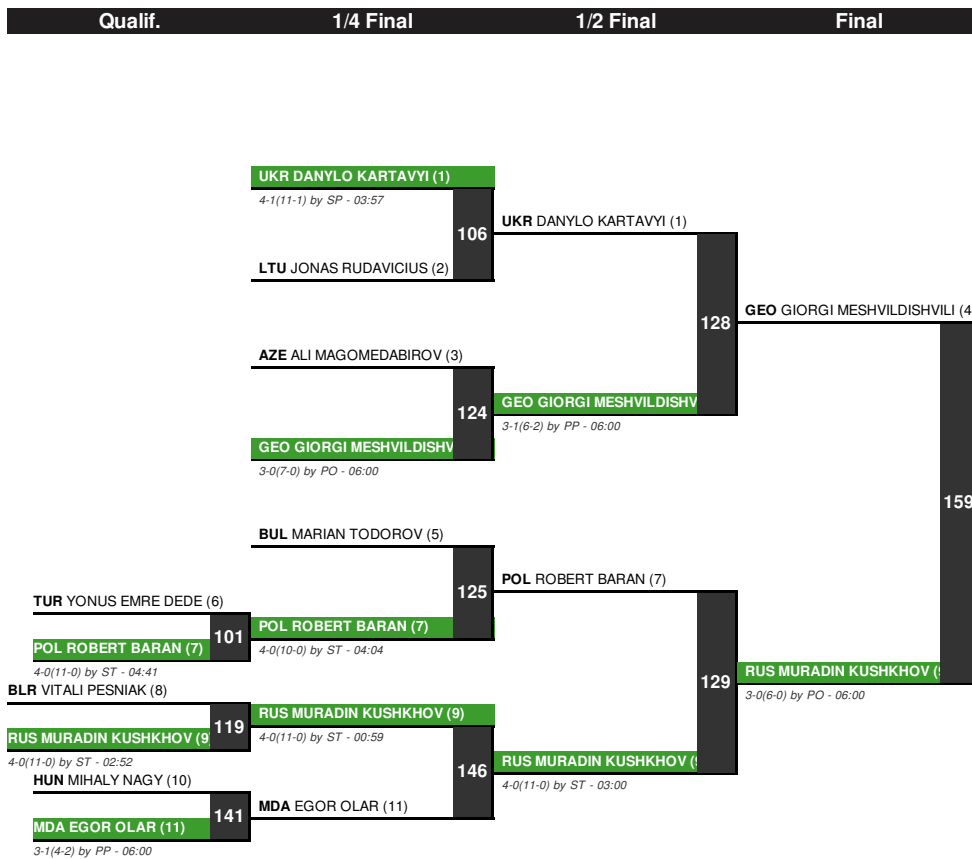 Qualif. 1/4 Final 1/2 Final Final
UKR DANYLO KARTAVYI (1)
4-1(11-1) by SP - 03:57
106
LTU JONAS RUDAVICIUS (2)
UKR DANYLO KARTAVYI (1)
128
GEO GIORGI MESHVILDISHVILI (4
AZE ALI MAGOMEDABIROV (3)
124
GEO GIORGI MESHVILDISHV
3-0(7-0) by PO - 06:00
GEO GIORGI MESHVILDISHV
3-1(6-2) by PP - 06:00
159
BUL MARIAN TODOROV (5)
125
POL ROBERT BARAN (7)
TUR YONUS EMRE DEDE (6)
101
POL ROBERT BARAN (7)
4-0(11-0) by ST - 04:41
POL ROBERT BARAN (7)
4-0(10-0) by ST - 04:04
129
RUS MURADIN KUSHKHOV (9
3-0(6-0) by PO - 06:00
BLR VITALI PESNIAK (8)
119
RUS MURADIN KUSHKHOV (9
4-0(11-0) by ST - 02:52
RUS MURADIN KUSHKHOV (9)
4-0(11-0) by ST - 00:59
146
RUS MURADIN KUSHKHOV (9
4-0(11-0) by ST - 03:00
HUN MIHALY NAGY (10)
141
MDA EGOR OLAR (11)
3-1(4-2) by PP - 06:00
MDA EGOR OLAR (11)